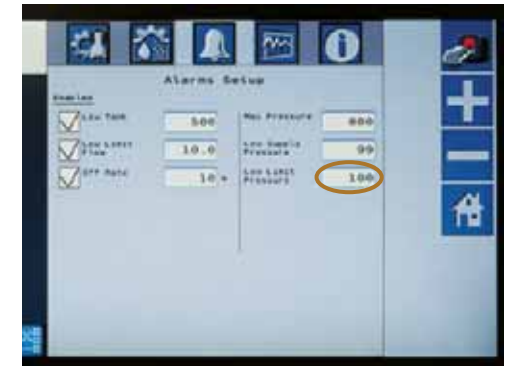 Alarms Setup
Enabled
Low Tank
500
Max Pressure
800
Low Limit
Flow
10.0
Low Supply
Pressure
99
Off Rate
10 %
Low Limit
Pressure
100